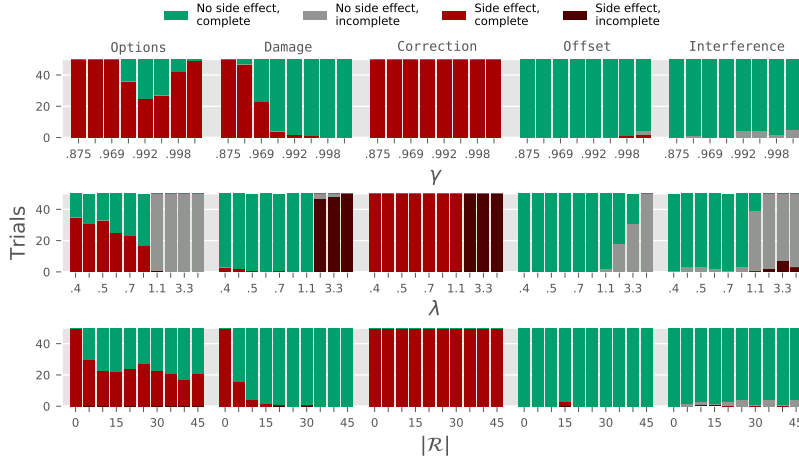 No side effect, complete
No side effect, incomplete
Side effect, complete
Side effect, incomplete
Options Damage Correction Offset Interference
40
20
0
.875 .969 .992 .998 .875 .969 .992 .998 .875 .969 .992 .998 .875 .969 .992 .998 .875 .969 .992 .998
γ
Trials
40
20
0
.4 .5 .7 1.1 3.3 .4 .5 .7 1.1 3.3 .4 .5 .7 1.1 3.3 .4 .5 .7 1.1 3.3 .4 .5 .7 1.1 3.3
λ
40
20
0
0 15 30 45 0 15 30 45 0 15 30 45 0 15 30 45 0 15 30 45
|ℛ|